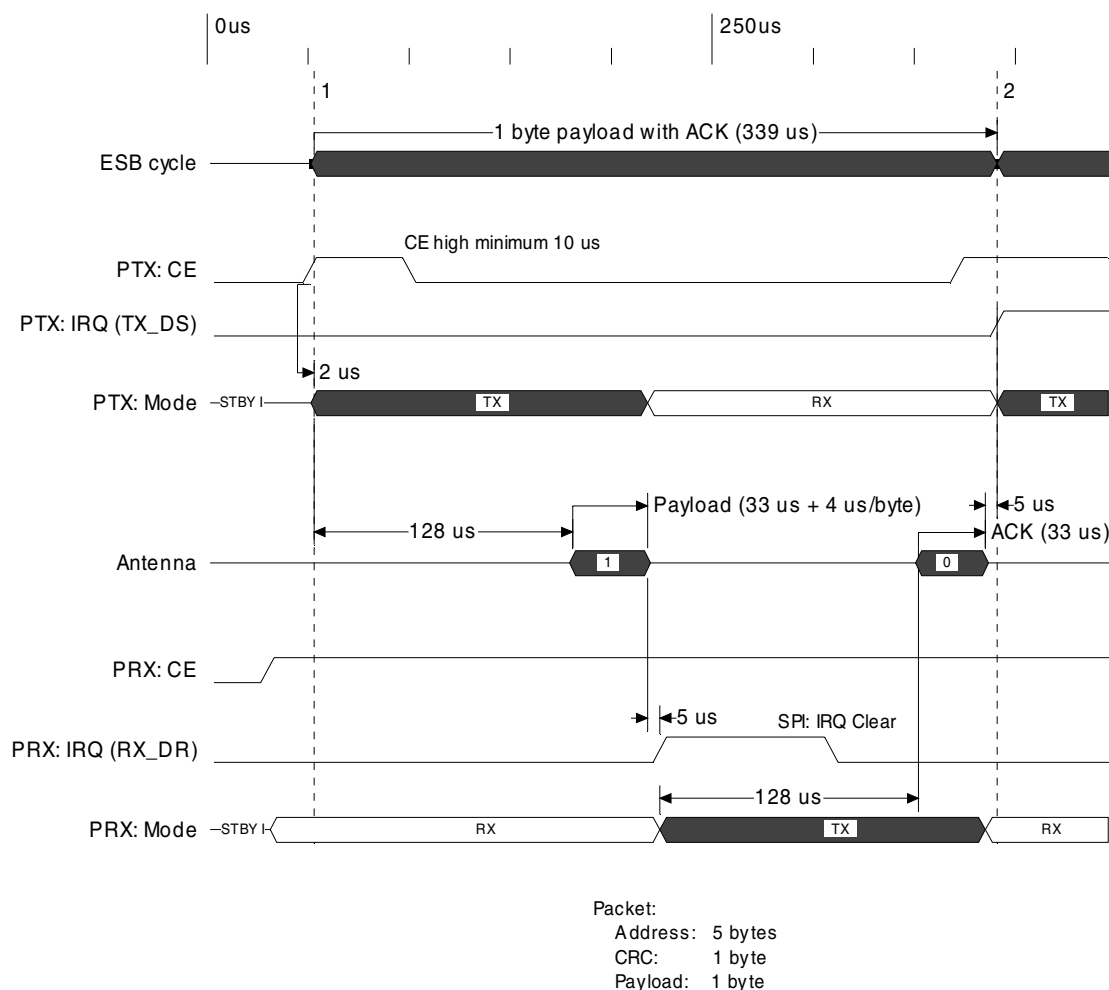 0us
250us
1
2
1 byte payload with ACK (339 us)
ESB cycle
CE high minimum 10 us
PTX: CE
PTX: IRQ (TX_DS)
2 us
PTX: Mode
STBY I
TX
RX
TX
Payload (33 us + 4 us/byte)
5 us
128 us
ACK (33 us)
Antenna
1
0
PRX: CE
5 us
SPI: IRQ Clear
PRX: IRQ (RX_DR)
128 us
PRX: Mode
STBY I
RX
TX
RX
Packet:
Address: 5 bytes
CRC: 1 byte
Payload: 1 byte